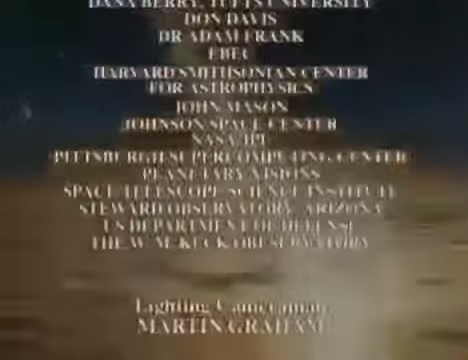 DANA BERRY, TUFTS UNIVERSITY
DON DAVIS
DR ADAM FRANK
EBEC
HARVARD SMITHSONIAN CENTER
FOR ASTROPHYSICS
JOHN MASON
JOHNSON SPACE CENTER
NASA/JPL
PITTSBURGH SUPERCOMPUTING CENTER
PLANETARY VISIONS
SPACE TELESCOPE SCIENCE INSTITUTE
STEWARD OBSERVATORY, ARIZONA
US DEPARTMENT OF DEFENSE
THE W. M. KECK OBSERVATORY
Lighting Cameraman
MARTIN GRAHAM